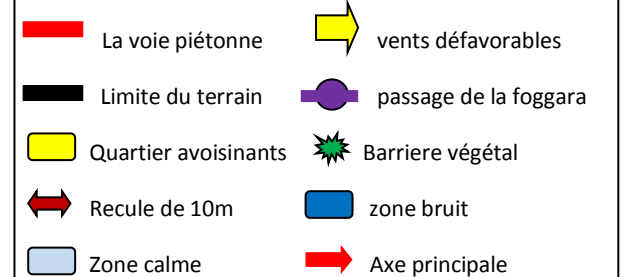 La voie piétonne vents défavorables
Limite du terrain passage de la foggara
Quartier avoisinants Barriere végétal
Recule de 10m zone bruit
Zone calme Axe principale